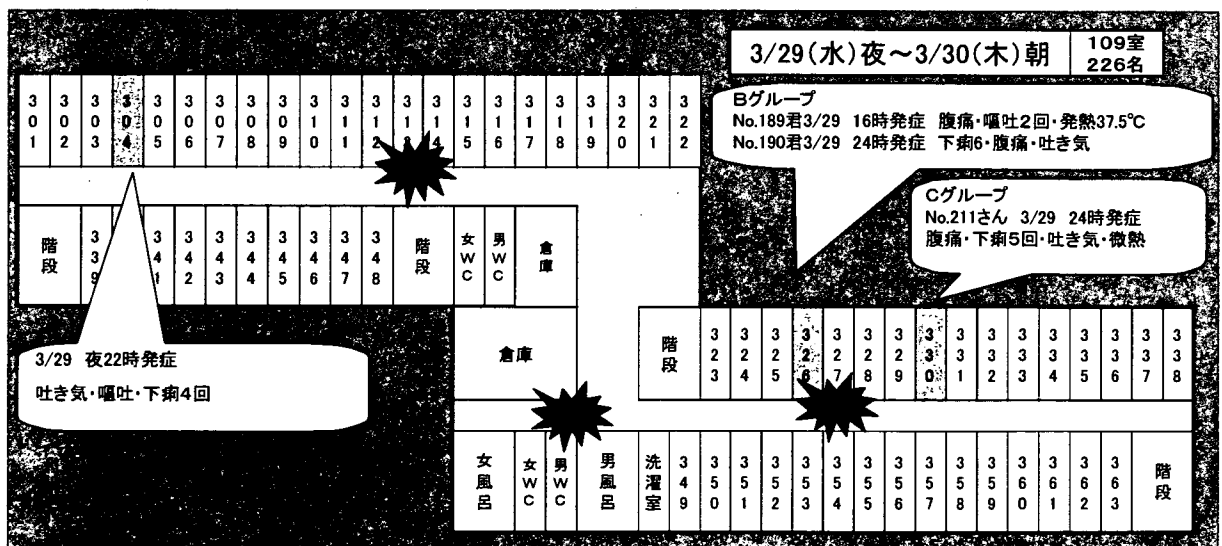 3/29(水)夜～3/30(木)朝
109室
226名
301 302 303 304 305 306 307 308 309 310 311 312 313 314 315 316 317 318 319 320 321 322
Bグループ
No.189君3/29 16時発症 腹痛・嘔吐2回・発熱37.5℃
No.190君3/29 24時発症 下痢6・腹痛・吐き気
Cグループ
No.211さん 3/29 24時発症
腹痛・下痢5回・吐き気・微熱
階段 339 341 342 343 344 345 346 347 348 階段 女WC 男WC 倉庫
3/29 夜22時発症
吐き気・嘔吐・下痢4回
倉庫
階段 323 324 325 326 327 328 329 330 331 332 333 334 335 336 337 338
女風呂 女WC 男WC 男風呂 洗濯室 349 350 351 352 353 354 355 356 357 358 359 360 361 362 363 階段